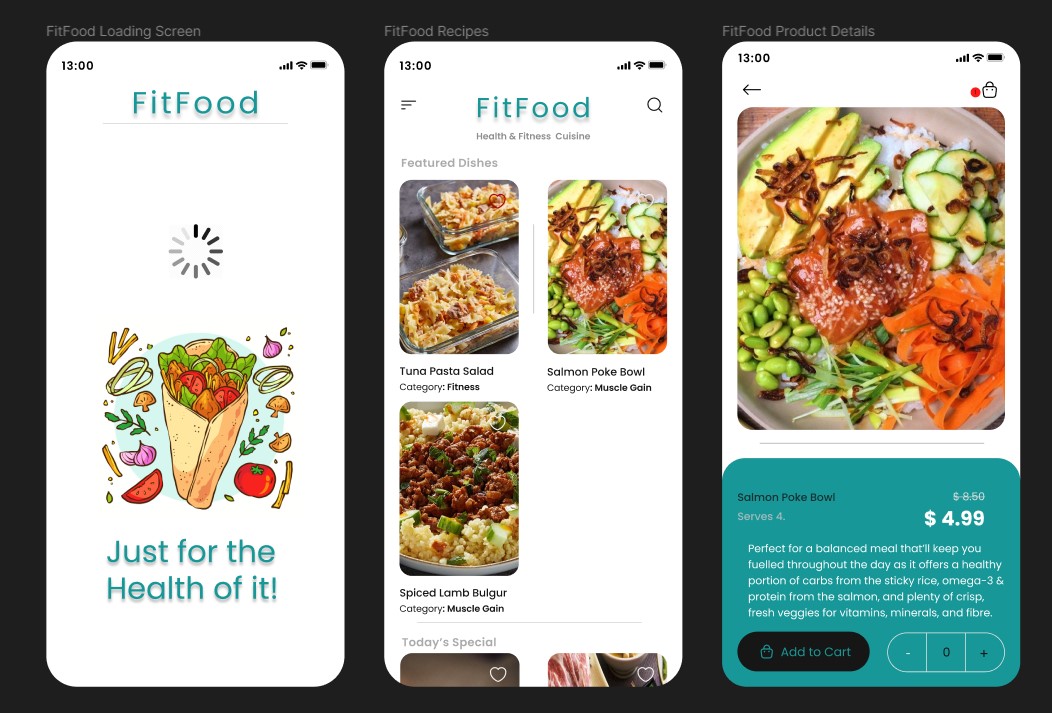 FitFood Loading Screen
13:00
FitFood
Just for the
Health of it!
FitFood Recipes
13:00
FitFood
Health & Fitness Cuisine
Featured Dishes
Tuna Pasta Salad
Category: Fitness
Salmon Poke Bowl
Category: Muscle Gain
Spiced Lamb Bulgur
Category: Muscle Gain
Today's Special
FitFood Product Details
13:00
Salmon Poke Bowl
$ 8.50
Serves 4.
$ 4.99
Perfect for a balanced meal that'll keep you
fuelled throughout the day as it offers a healthy
portion of carbs from the sticky rice, omega-3 &
protein from the salmon, and plenty of crisp,
fresh veggies for vitamins, minerals, and fibre.
Add to Cart
- 0 +